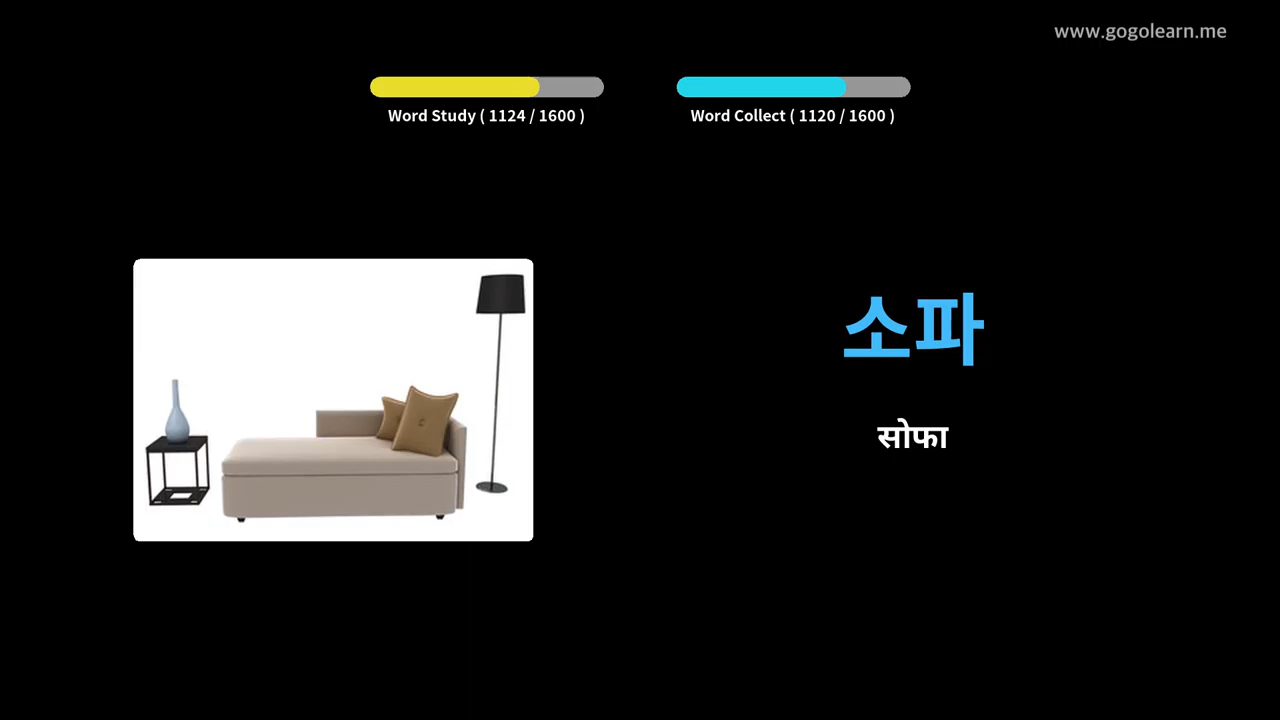 www.gogolearn.me
Word Study ( 1124 / 1600 )
Word Collect ( 1120 / 1600 )
소파
सोफा